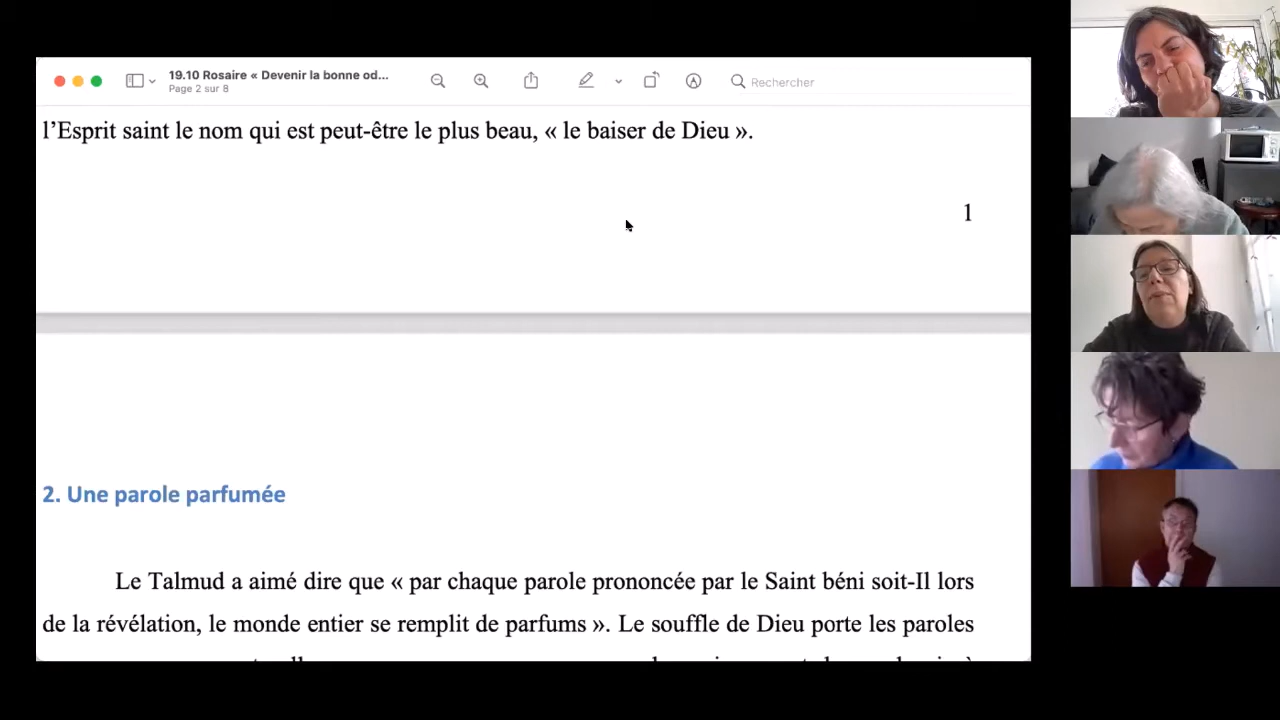 19.10 Rosaire « Devenir la bonne od...
Page 2 sur 8
Rechercher
l’Esprit saint le nom qui est peut-être le plus beau, « le baiser de Dieu ».
1
2. Une parole parfumée
Le Talmud a aimé dire que « par chaque parole prononcée par le Saint béni soit-Il lors
de la révélation, le monde entier se remplit de parfums ». Le souffle de Dieu porte les paroles